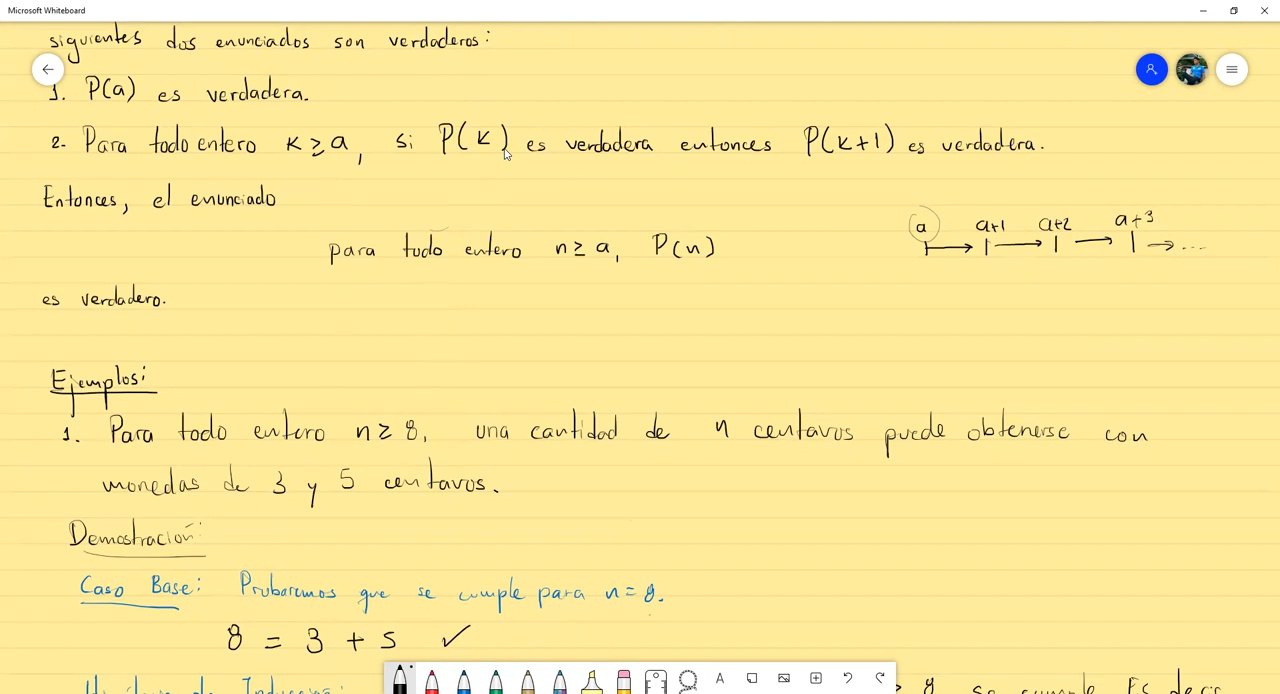 Microsoft Whiteboard
siguientes dos enunciados son verdaderos:
1. P(a) es verdadera.
2. Para todo entero k ≥ a, si P(k) es verdadera entonces P(k+1) es verdadera.
Entonces, el enunciado
a a+1 a+2 a+3 ...
para todo entero n ≥ a, P(n)
es verdadero.
Ejemplos:
1. Para todo entero n ≥ 8, una cantidad de n centavos puede obtenerse con
monedas de 3 y 5 centavos.
Demostración:
Caso Base: Probaremos que se cumple para n = 8.
8 = 3 + 5 ✓